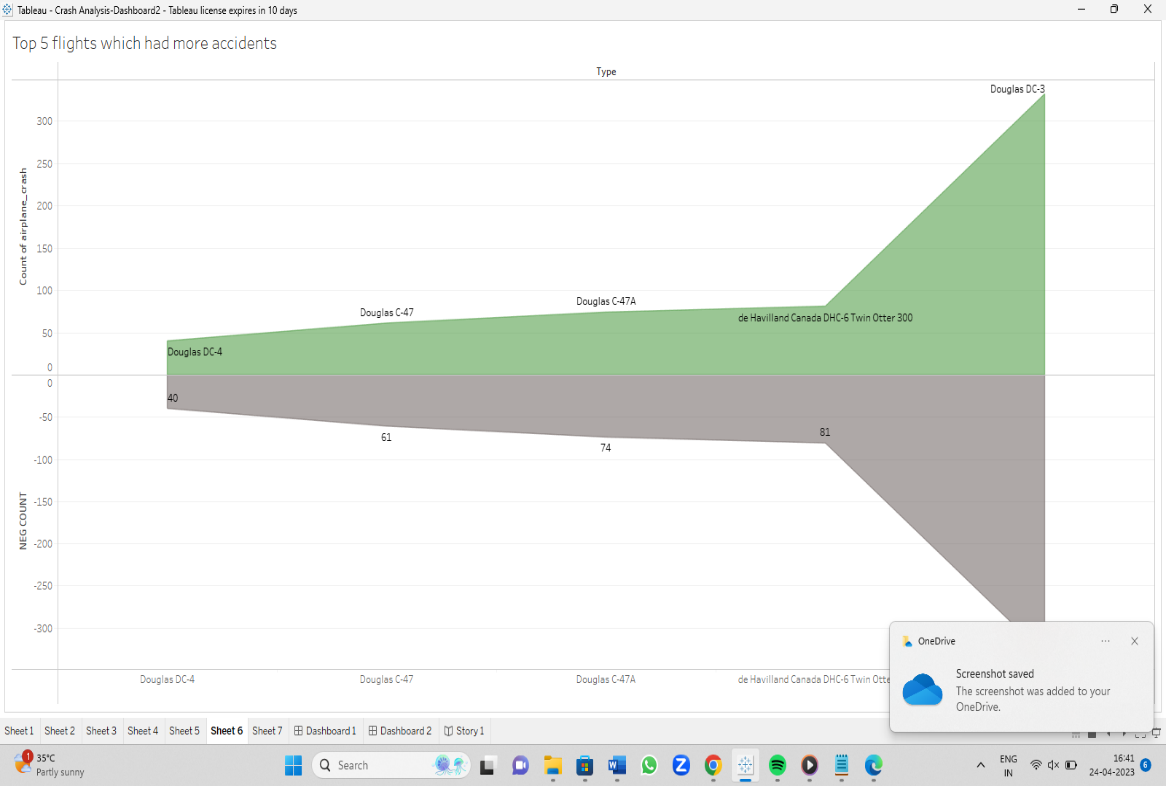 Tableau - Crash Analysis-Dashboard2 - Tableau license expires in 10 days
Top 5 flights which had more accidents
Type
Douglas DC-3
300
250
200
150
100
50
0
Count of airplane_crash
Douglas C-47
Douglas C-47A
de Havilland Canada DHC-6 Twin Otter 300
Douglas DC-4
0
-50
-100
-150
-200
-250
-300
NEG COUNT
40
61
74
81
Douglas DC-4
Douglas C-47
Douglas C-47A
de Havilland Canada DHC-6 Twin Otte
OneDrive
Screenshot saved
The screenshot was added to your
OneDrive.
Sheet 1 Sheet 2 Sheet 3 Sheet 4 Sheet 5 Sheet 6 Sheet 7 Dashboard 1 Dashboard 2 Story 1
1
35°C
Partly sunny
Search
ENG
IN
16:41
24-04-2023
6